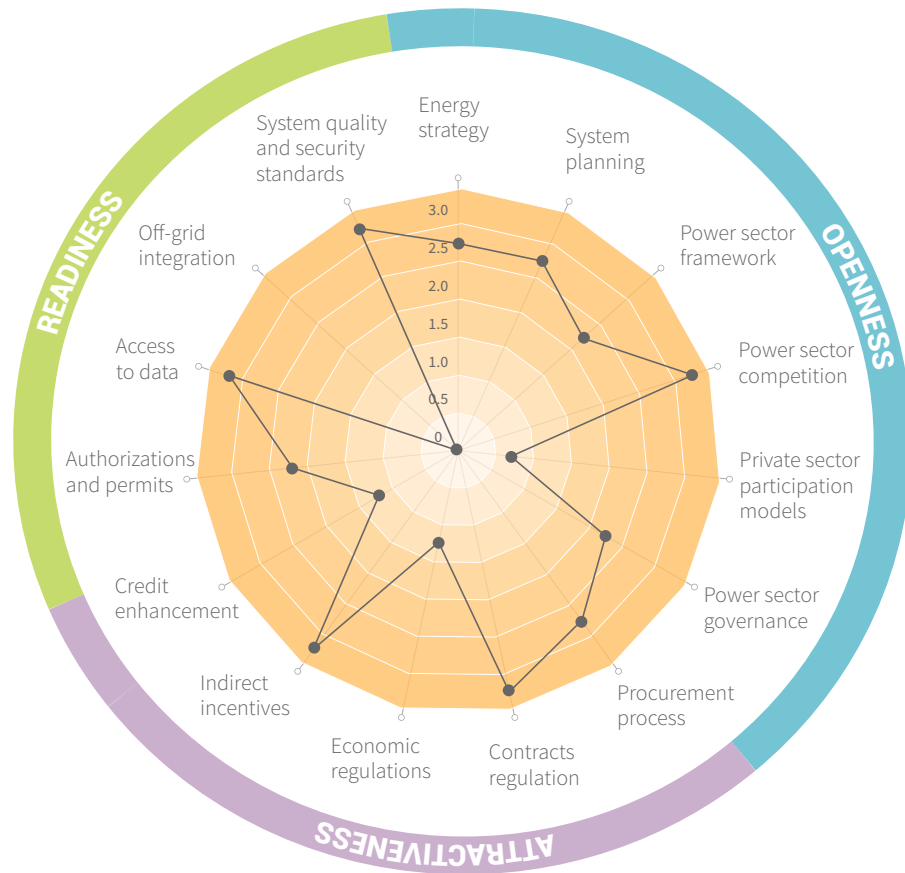 Energy
strategy
System
planning
Power sector
framework
Power sector
competition
Private sector
participation
models
Power sector
governance
Procurement
process
Contracts
regulation
Economic
regulations
Indirect
incentives
Credit
enhancement
Authorizations
and permits
Access
to data
Off-grid
integration
System quality
and security
standards
3.0
2.5
2.0
1.5
1.0
0.5
0
READINESS
OPENNESS
ATTRACTIVENESS